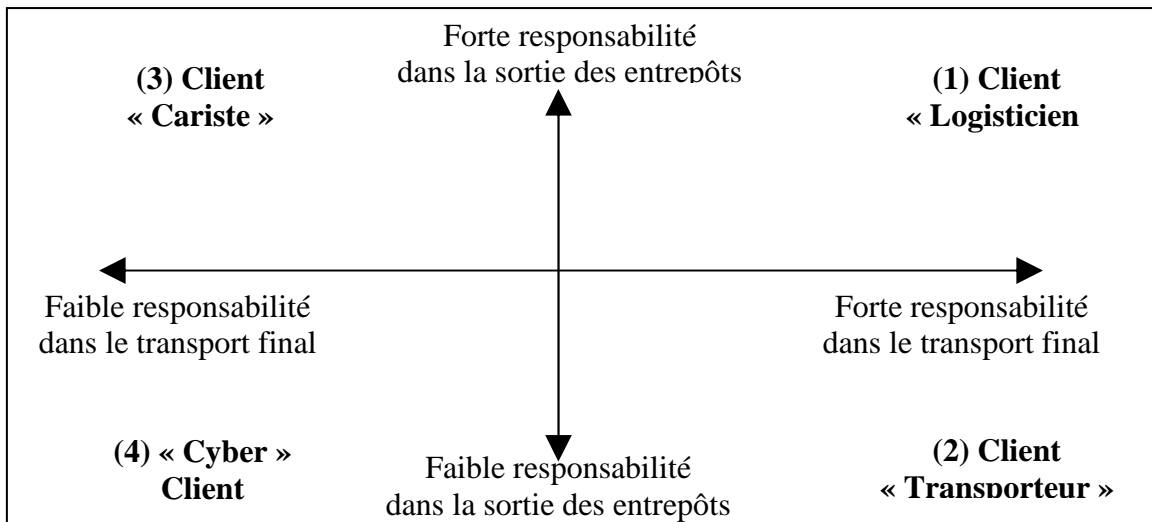 Forte responsabilité
dans la sortie des entrepôts
(3) Client
« Cariste »
(1) Client
« Logisticien
Faible responsabilité
dans le transport final
Forte responsabilité
dans le transport final
(4) « Cyber »
Client
Faible responsabilité
dans la sortie des entrepôts
(2) Client
« Transporteur »